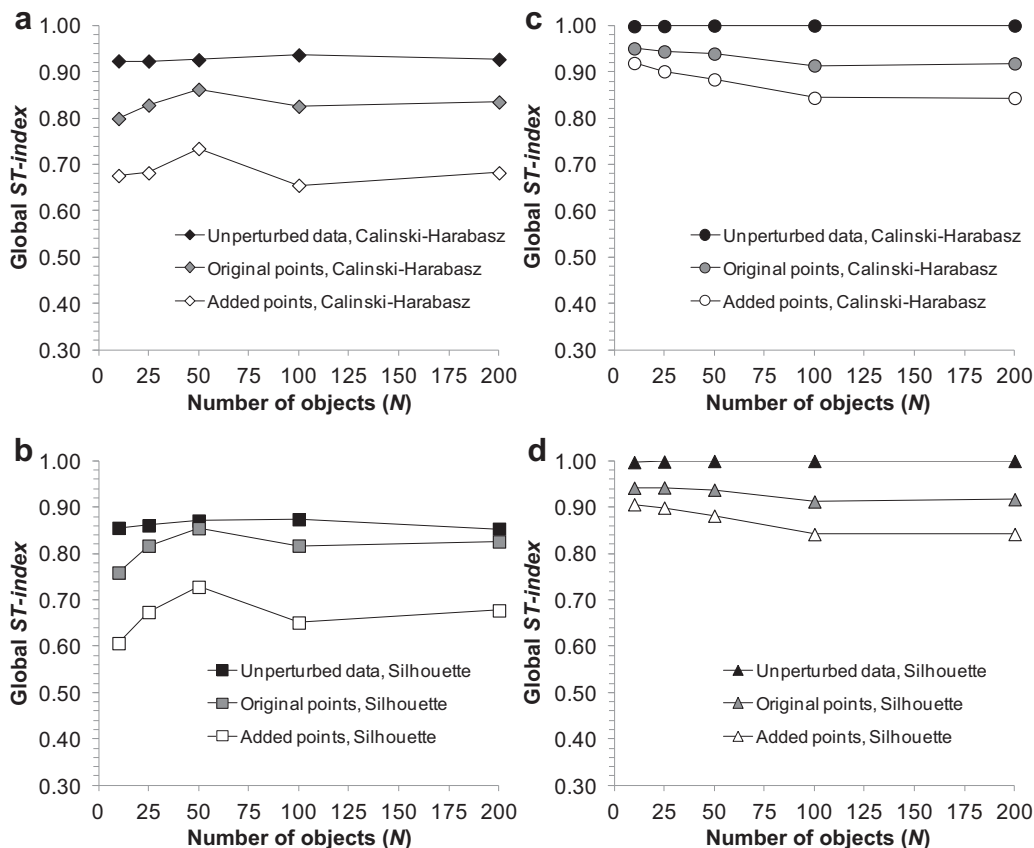 a
1.00
0.90
0.80
0.70
0.60
0.50
0.40
0.30
Global ST-index
Unperturbed data, Calinski-Harabasz
Original points, Calinski-Harabasz
Added points, Calinski-Harabasz
0 25 50 75 100 125 150 175 200
Number of objects (N)
c
1.00
0.90
0.80
0.70
0.60
0.50
0.40
0.30
Global ST-index
Unperturbed data, Calinski-Harabasz
Original points, Calinski-Harabasz
Added points, Calinski-Harabasz
0 25 50 75 100 125 150 175 200
Number of objects (N)
b
1.00
0.90
0.80
0.70
0.60
0.50
0.40
0.30
Global ST-index
Unperturbed data, Silhouette
Original points, Silhouette
Added points, Silhouette
0 25 50 75 100 125 150 175 200
Number of objects (N)
d
1.00
0.90
0.80
0.70
0.60
0.50
0.40
0.30
Global ST-index
Unperturbed data, Silhouette
Original points, Silhouette
Added points, Silhouette
0 25 50 75 100 125 150 175 200
Number of objects (N)